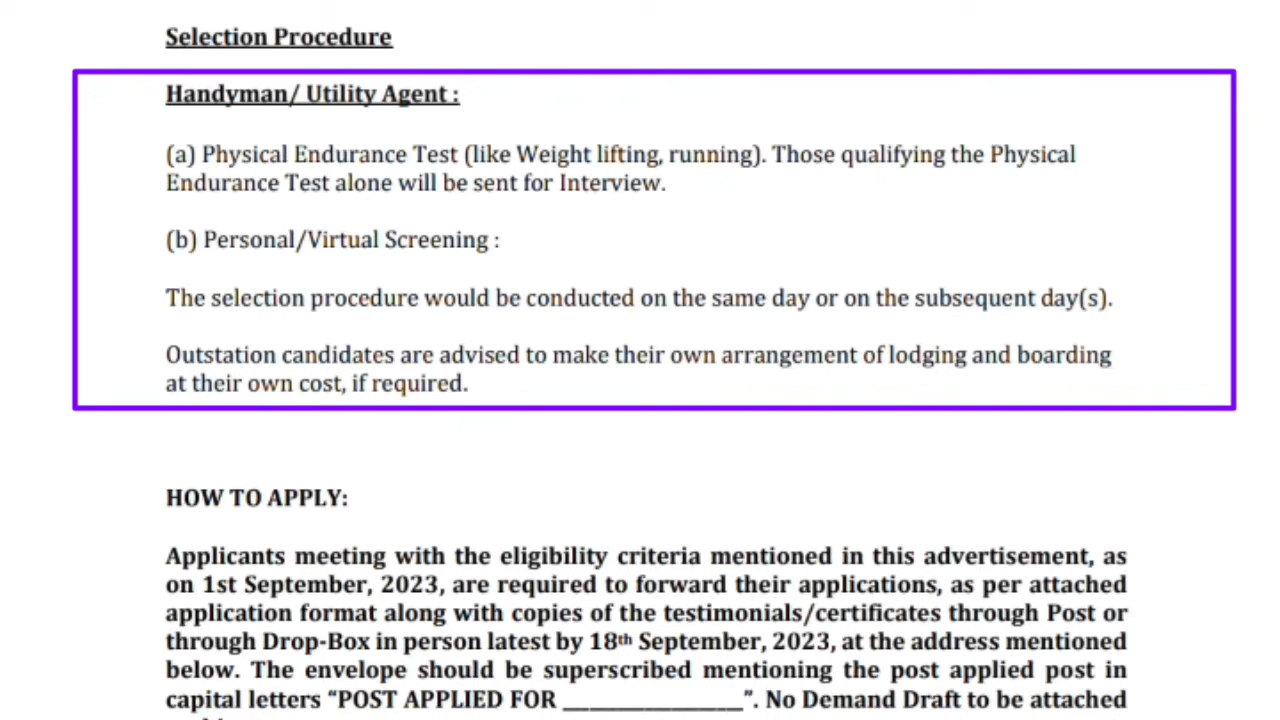 Selection Procedure
Handyman/ Utility Agent :
(a) Physical Endurance Test (like Weight lifting, running). Those qualifying the Physical
Endurance Test alone will be sent for Interview.
(b) Personal/Virtual Screening :
The selection procedure would be conducted on the same day or on the subsequent day(s).
Outstation candidates are advised to make their own arrangement of lodging and boarding
at their own cost, if required.
HOW TO APPLY:
Applicants meeting with the eligibility criteria mentioned in this advertisement, as
on 1st September, 2023, are required to forward their applications, as per attached
application format along with copies of the testimonials/certificates through Post or
through Drop-Box in person latest by 18th September, 2023, at the address mentioned
below. The envelope should be superscribed mentioning the post applied post in
capital letters “POST APPLIED FOR ________________”. No Demand Draft to be attached